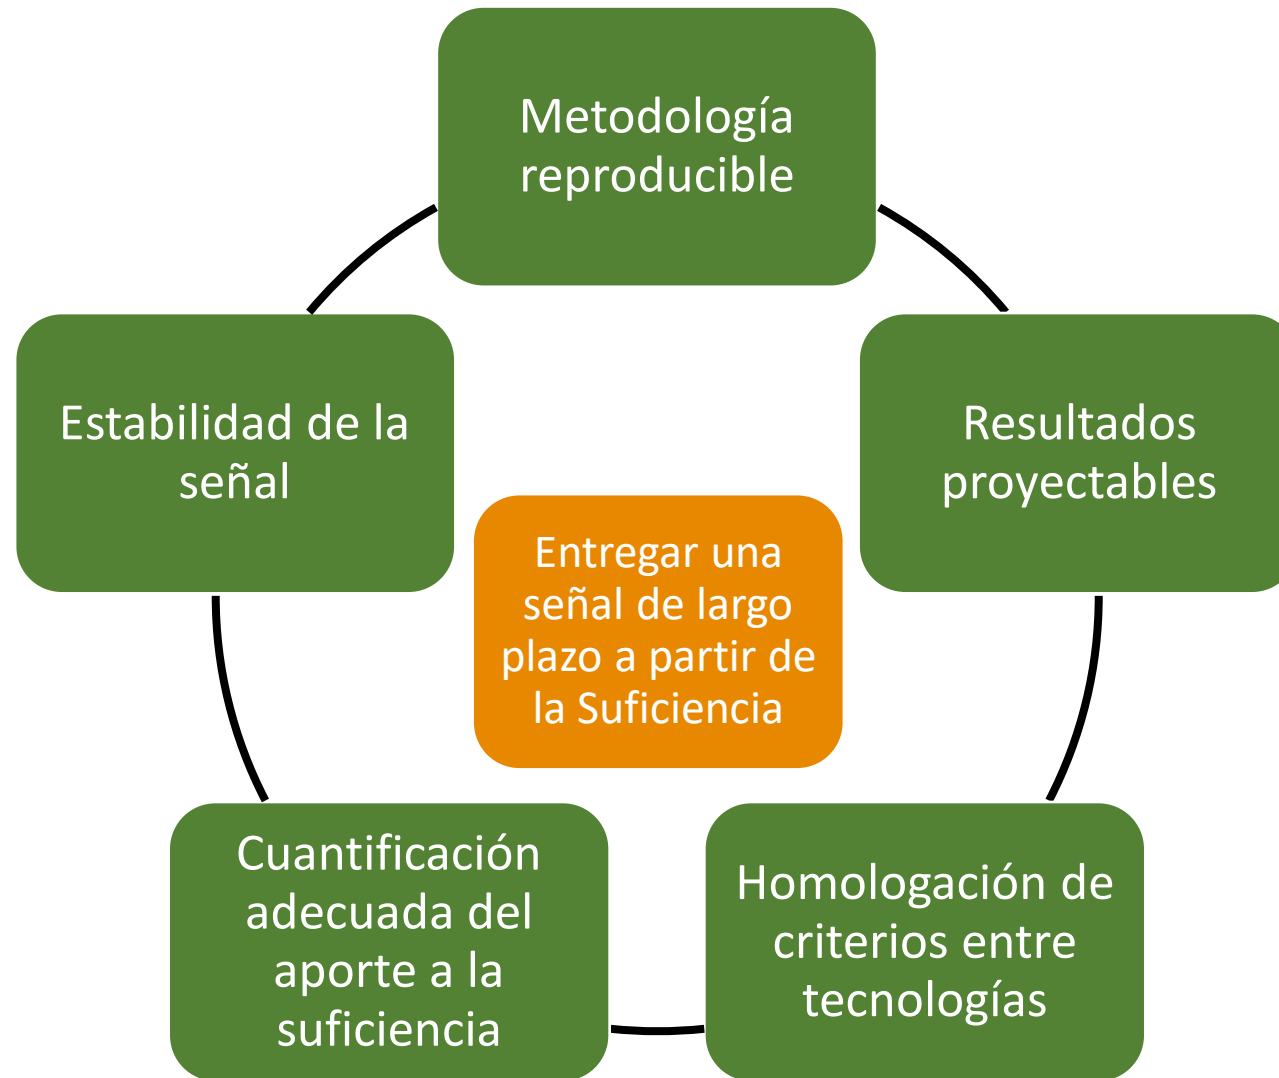 Metodología
reproducible
Estabilidad de la
señal
Resultados
proyectables
Entregar una
señal de largo
plazo a partir de
la Suficiencia
Cuantificación
adecuada del
aporte a la
suficiencia
Homologación de
criterios entre
tecnologías